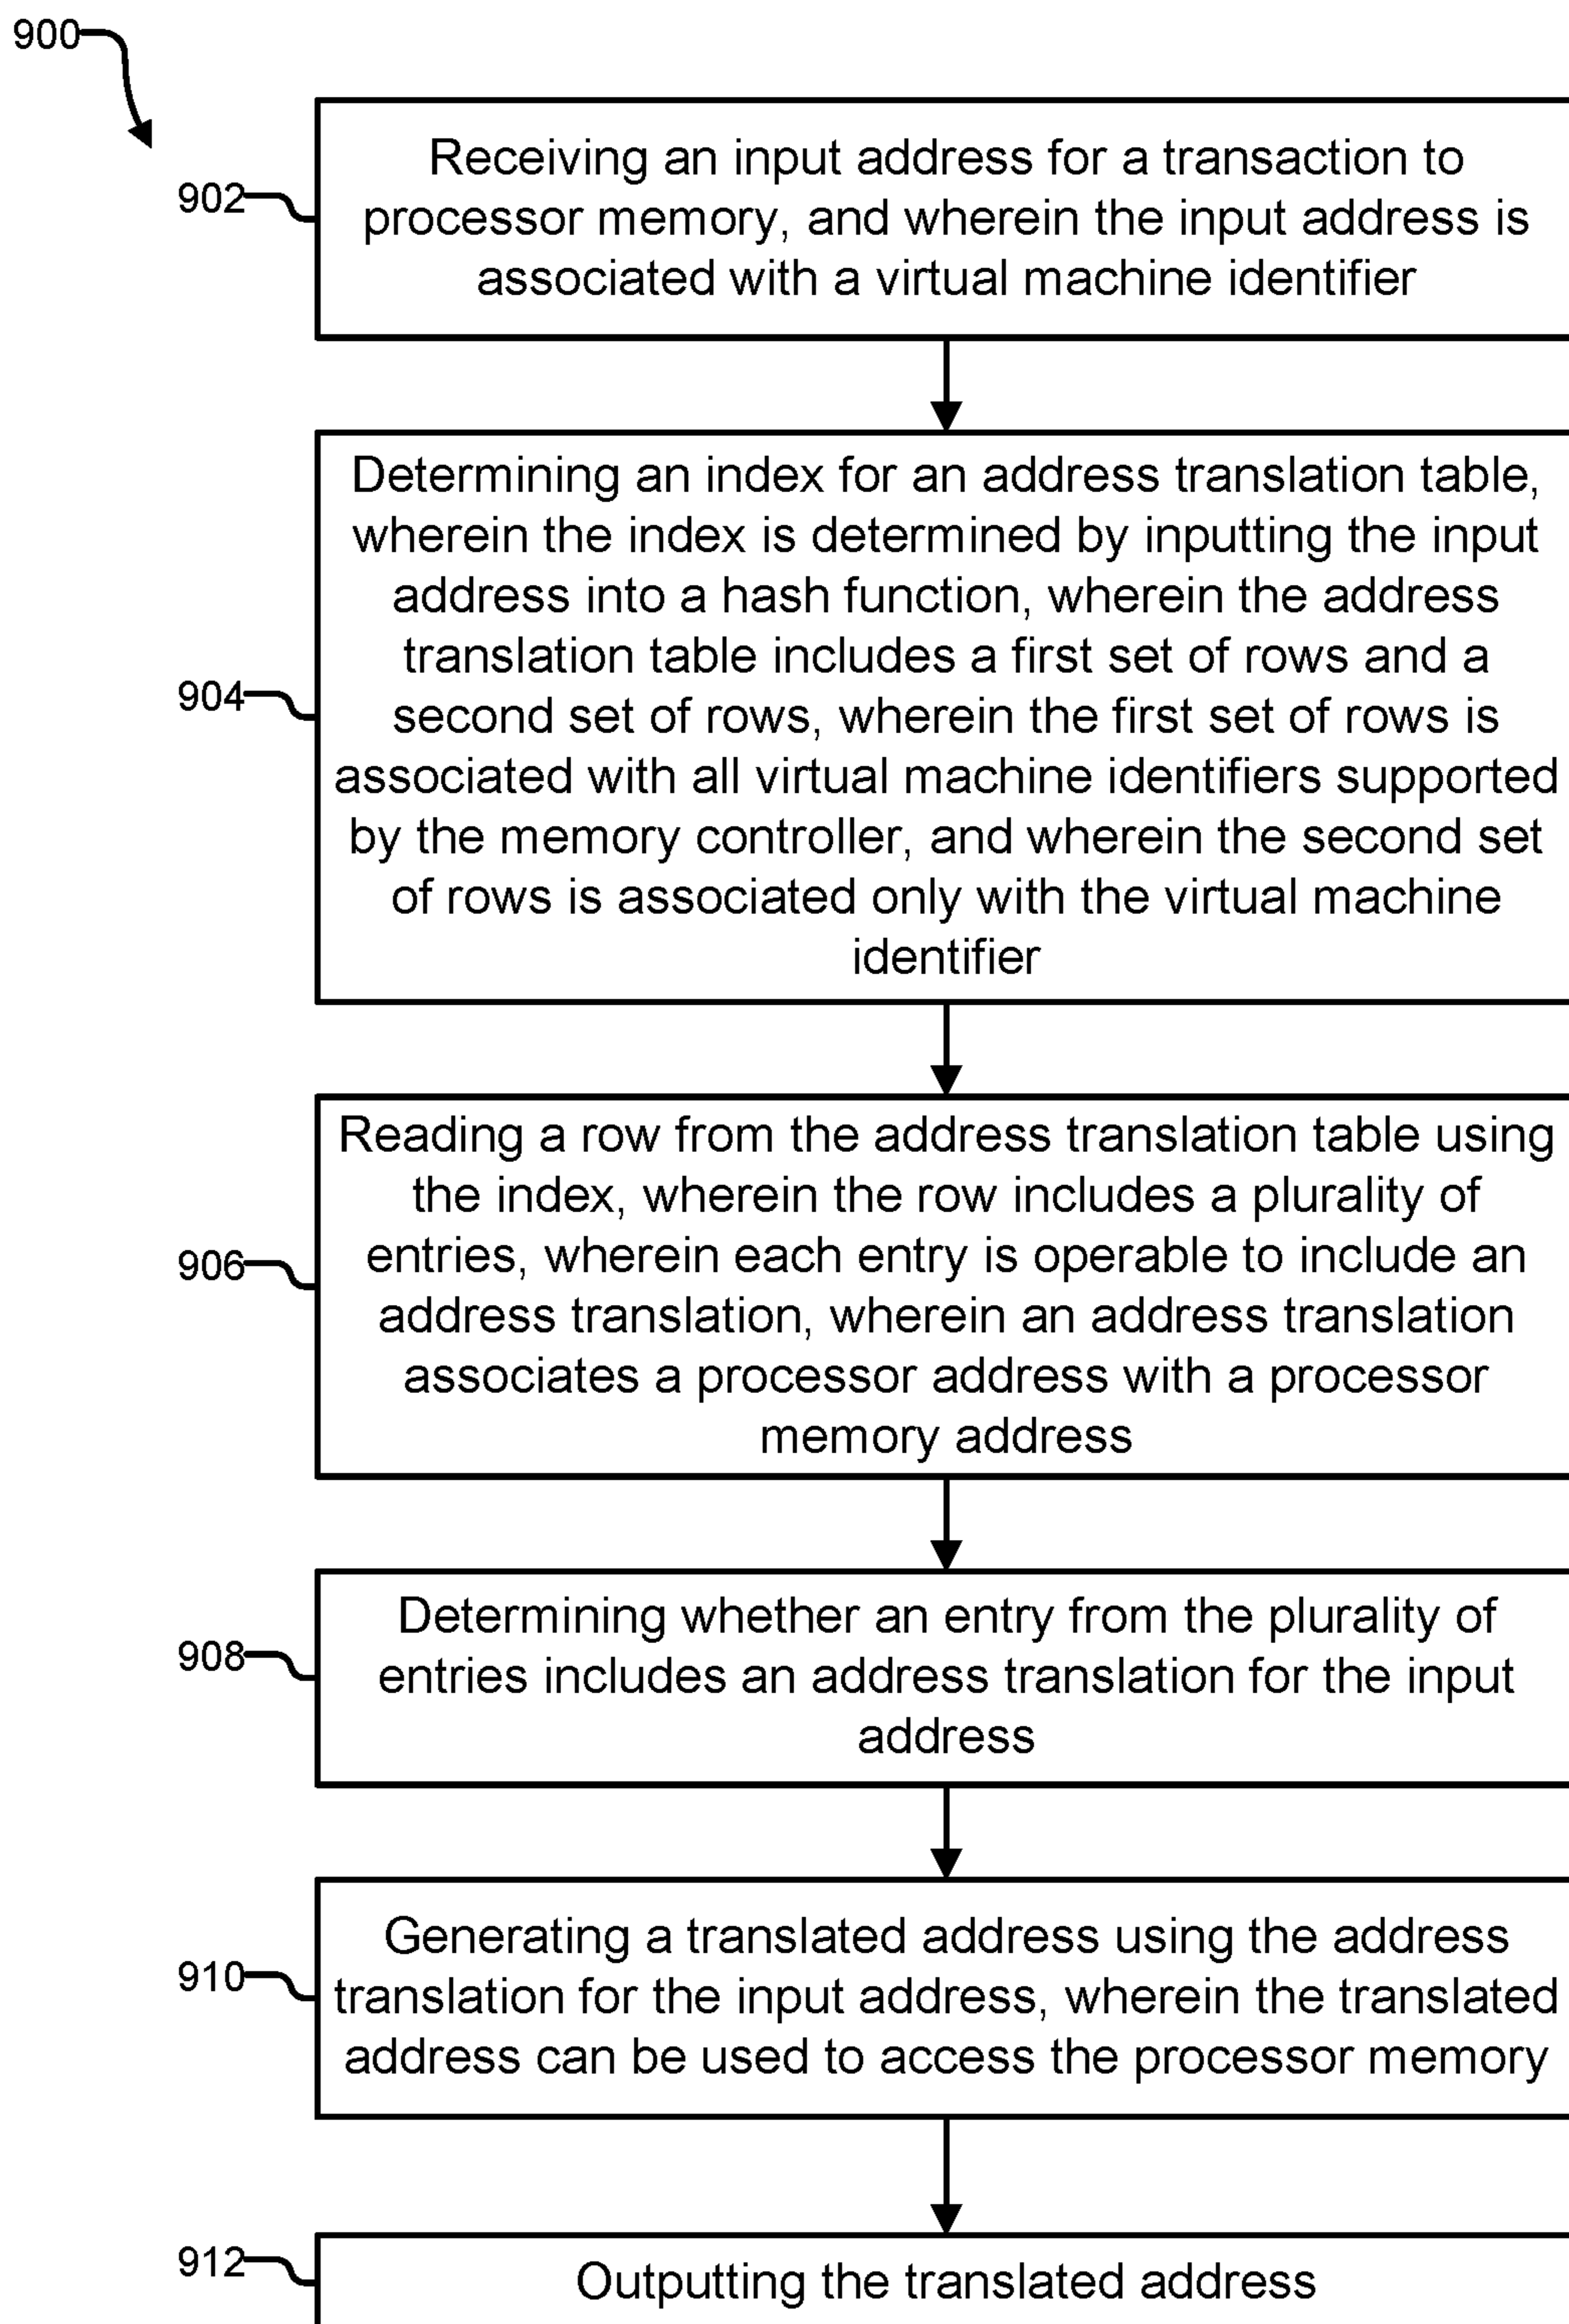 900
902
Receiving an input address for a transaction to
processor memory, and wherein the input address is
associated with a virtual machine identifier
904
Determining an index for an address translation table,
wherein the index is determined by inputting the input
address into a hash function, wherein the address
translation table includes a first set of rows and a
second set of rows, wherein the first set of rows is
associated with all virtual machine identifiers supported
by the memory controller, and wherein the second set
of rows is associated only with the virtual machine
identifier
906
Reading a row from the address translation table using
the index, wherein the row includes a plurality of
entries, wherein each entry is operable to include an
address translation, wherein an address translation
associates a processor address with a processor
memory address
908
Determining whether an entry from the plurality of
entries includes an address translation for the input
address
910
Generating a translated address using the address
translation for the input address, wherein the translated
address can be used to access the processor memory
912
Outputting the translated address